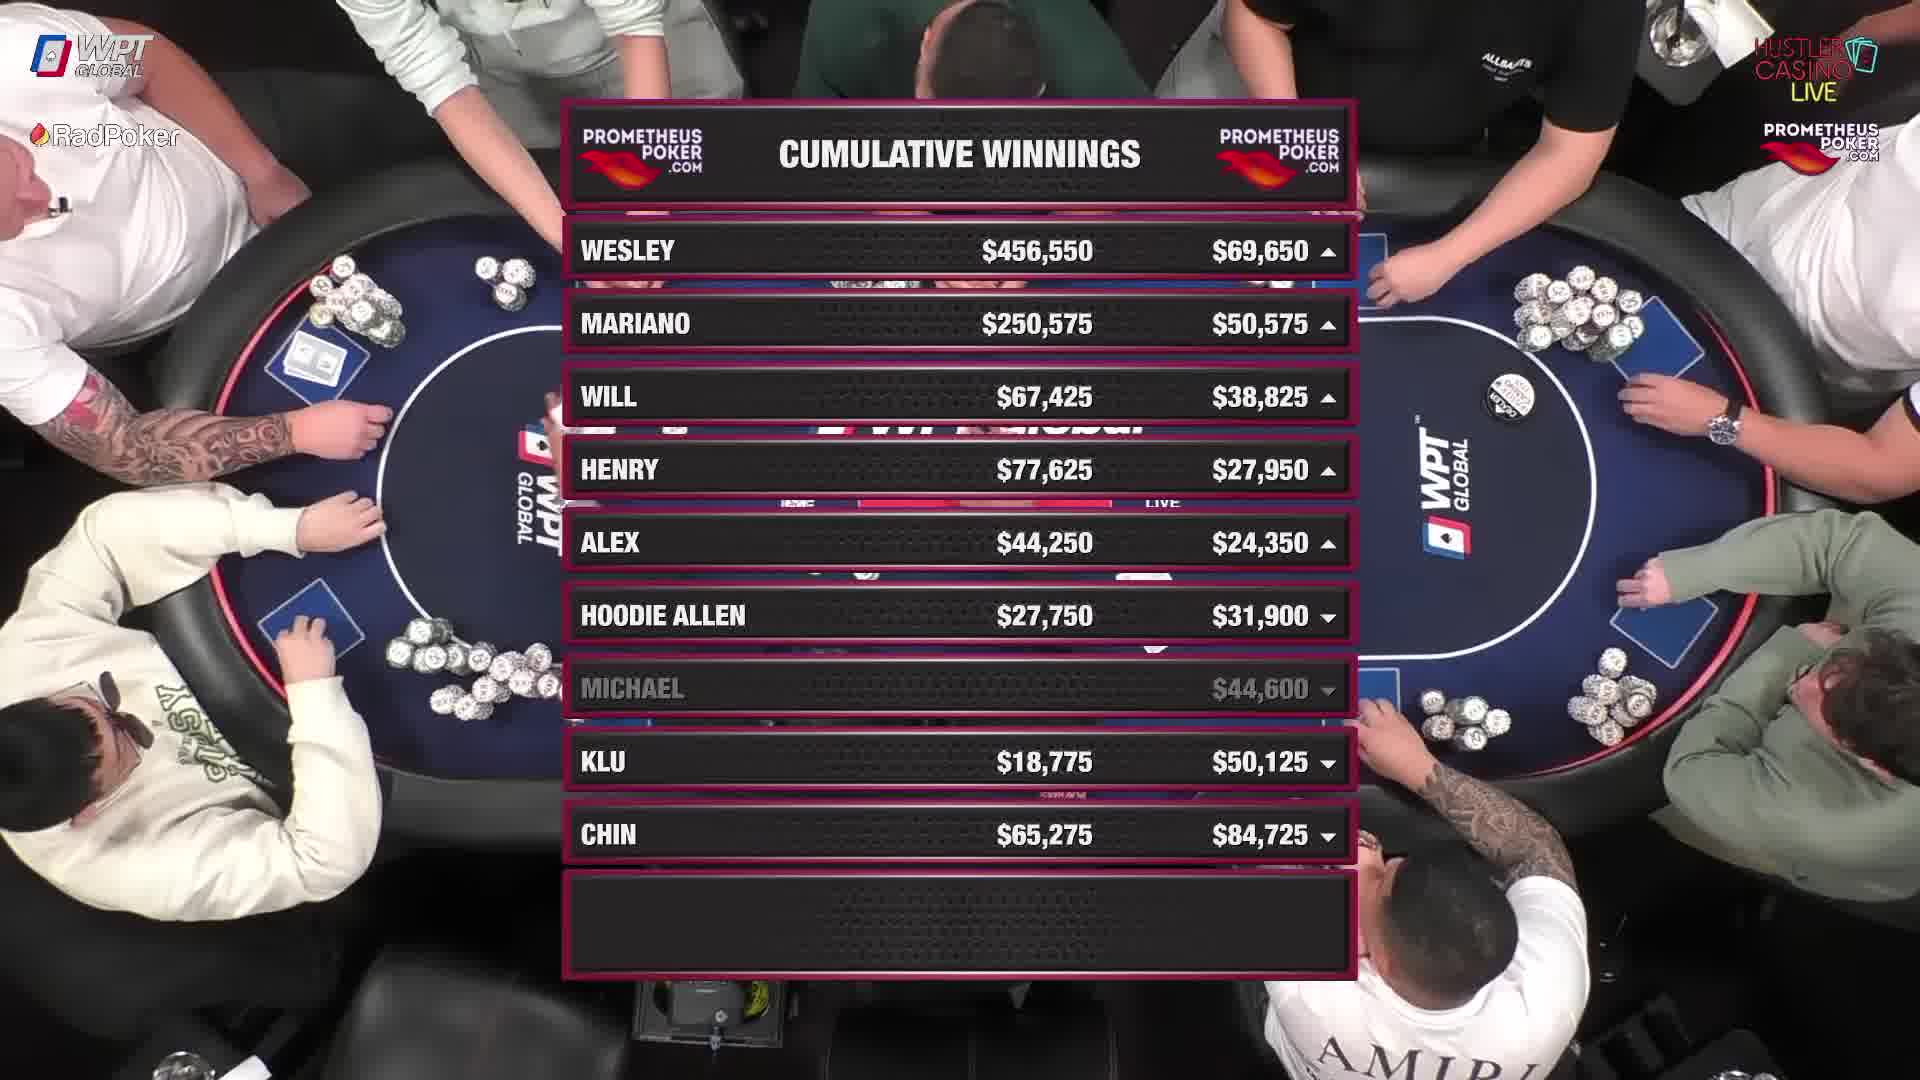 WPT
GLOBAL
RadPoker
ALLSAINTS
HUSTLER
CASINO
LIVE
PROMETHEUS
POKER
.COM
PROMETHEUS
POKER
.COM
CUMULATIVE WINNINGS
PROMETHEUS
POKER
.COM
WESLEY $456,550 $69,650
MARIANO $250,575 $50,575
WILL $67,425 $38,825
HENRY $77,625 $27,950
ALEX $44,250 $24,350
HOODIE ALLEN $27,750 $31,900
MICHAEL $44,600
KLU $18,775 $50,125
CHIN $65,275 $84,725
WPT
GLOBAL
WPT
GLOBAL
LIVE
AMIRI